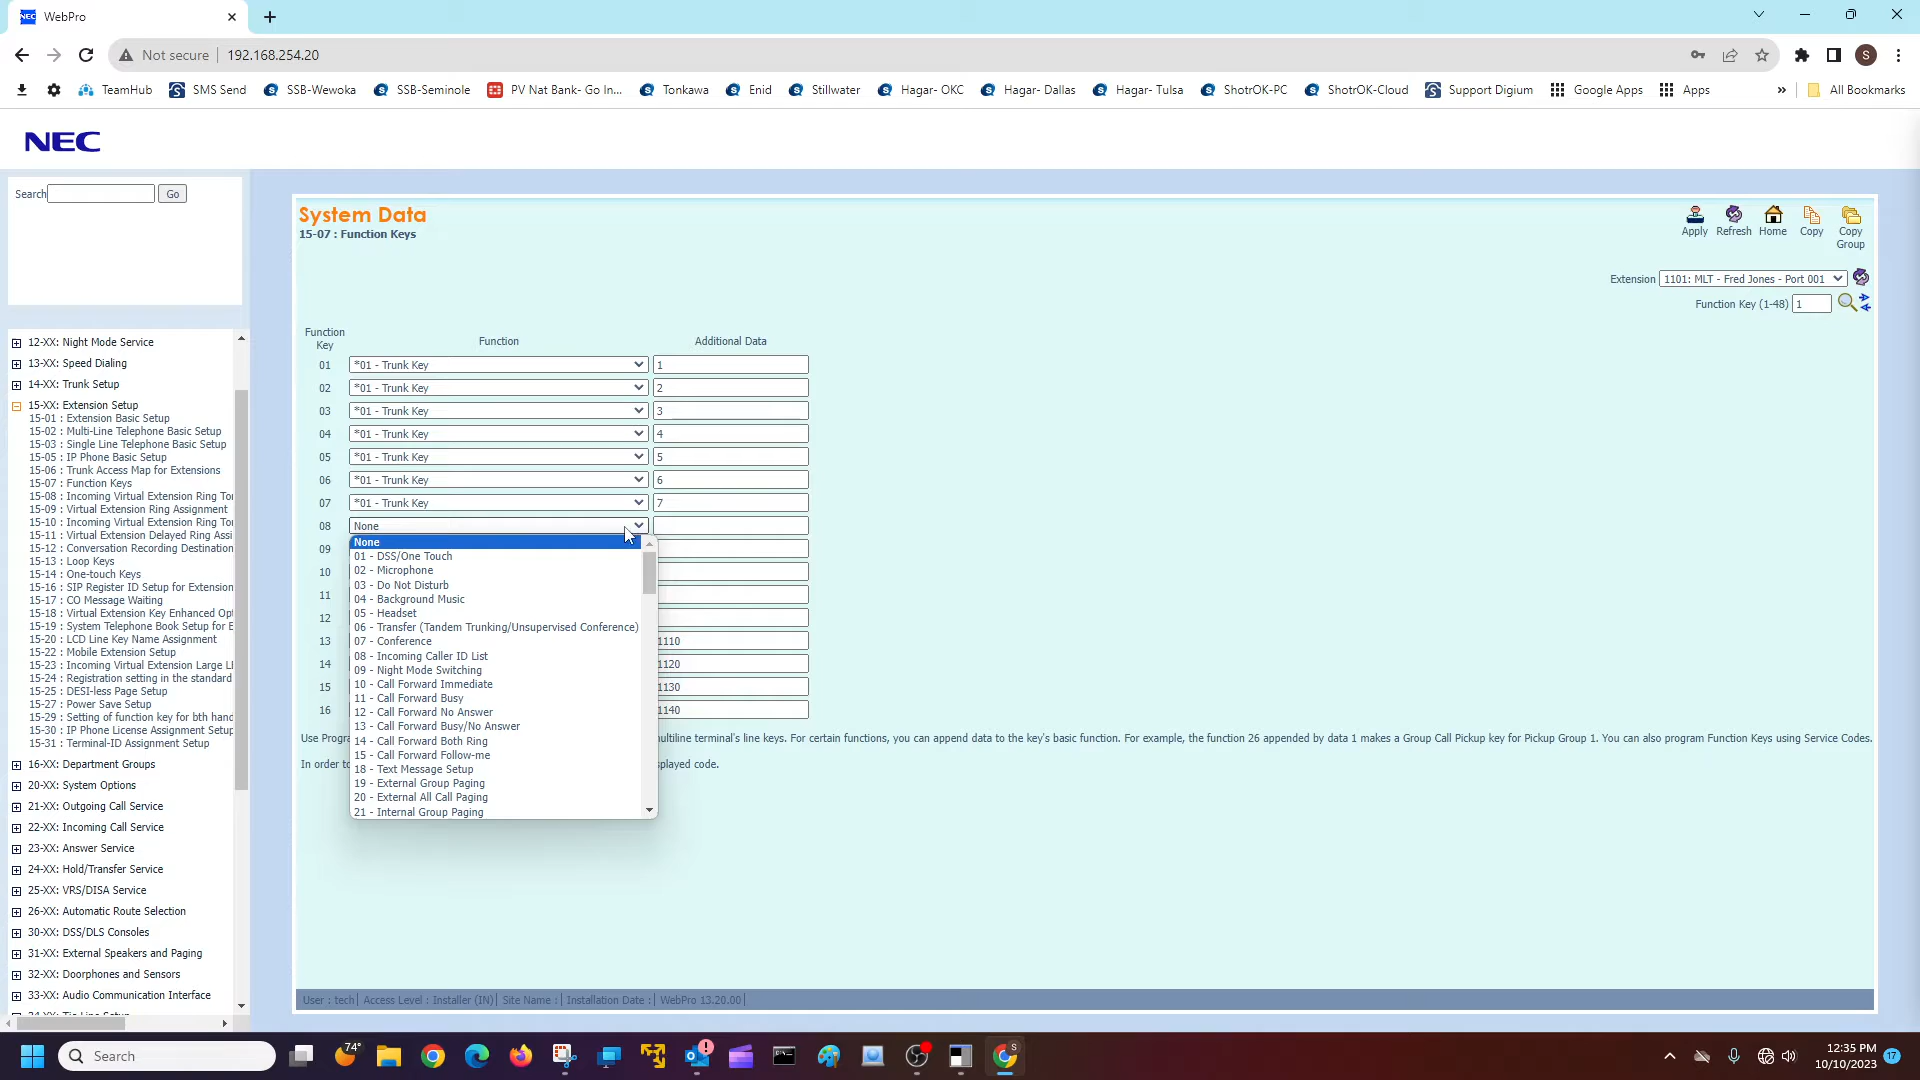 WebPro
Not secure 192.168.254.20
TeamHub SMS Send SSB-Wewoka SSB-Seminole PV Nat Bank- Go In... Tonkawa Enid Stillwater Hagar- OKC Hagar- Dallas Hagar- Tulsa ShotrOK-PC ShotrOK-Cloud Support Digium Google Apps Apps » All Bookmarks
NEC
Search Go
12-XX: Night Mode Service
13-XX: Speed Dialing
14-XX: Trunk Setup
15-XX: Extension Setup
15-01 : Extension Basic Setup
15-02 : Multi-Line Telephone Basic Setup
15-03 : Single Line Telephone Basic Setup
15-05 : IP Phone Basic Setup
15-06 : Trunk Access Map for Extensions
15-07 : Function Keys
15-08 : Incoming Virtual Extension Ring To
15-09 : Virtual Extension Ring Assignment
15-10 : Incoming Virtual Extension Ring To
15-11 : Virtual Extension Delayed Ring Assi
15-12 : Conversation Recording Destination
15-13 : Loop Keys
15-14 : One-touch Keys
15-16 : SIP Register ID Setup for Extension
15-17 : CO Message Waiting
15-18 : Virtual Extension Key Enhanced Opt
15-19 : System Telephone Book Setup for E
15-20 : LCD Line Key Name Assignment
15-22 : Mobile Extension Setup
15-23 : Incoming Virtual Extension Large LE
15-24 : Registration setting in the standard
15-25 : DESI-less Page Setup
15-27 : Power Save Setup
15-29 : Setting of function key for bth hand
15-30 : IP Phone License Assignment Setup
15-31 : Terminal-ID Assignment Setup
16-XX: Department Groups
20-XX: System Options
21-XX: Outgoing Call Service
22-XX: Incoming Call Service
23-XX: Answer Service
24-XX: Hold/Transfer Service
25-XX: VRS/DISA Service
26-XX: Automatic Route Selection
30-XX: DSS/DLS Consoles
31-XX: External Speakers and Paging
32-XX: Doorphones and Sensors
33-XX: Audio Communication Interface
System Data
15-07 : Function Keys
Apply Refresh Home Copy Copy Group
Extension 1101: MLT - Fred Jones - Port 001
Function Key (1-48) 1
Function Key Function Additional Data
01 *01 - Trunk Key 1
02 *01 - Trunk Key 2
03 *01 - Trunk Key 3
04 *01 - Trunk Key 4
05 *01 - Trunk Key 5
06 *01 - Trunk Key 6
07 *01 - Trunk Key 7
08 None
09
10
11
12
13 1110
14 1120
15 1130
16 1140
None
01 - DSS/One Touch
02 - Microphone
03 - Do Not Disturb
04 - Background Music
05 - Headset
06 - Transfer (Tandem Trunking/Unsupervised Conference)
07 - Conference
08 - Incoming Caller ID List
09 - Night Mode Switching
10 - Call Forward Immediate
11 - Call Forward Busy
12 - Call Forward No Answer
13 - Call Forward Busy/No Answer
14 - Call Forward Both Ring
15 - Call Forward Follow-me
18 - Text Message Setup
19 - External Group Paging
20 - External All Call Paging
21 - Internal Group Paging
Use Progra ultiline terminal's line keys. For certain functions, you can append data to the key's basic function. For example, the function 26 appended by data 1 makes a Group Call Pickup key for Pickup Group 1. You can also program Function Keys using Service Codes.
In order to splayed code.
User : tech| Access Level : Installer (IN)| Site Name : | Installation Date : | WebPro 13.20.00|
Search
74°
12:35 PM
10/10/2023
17